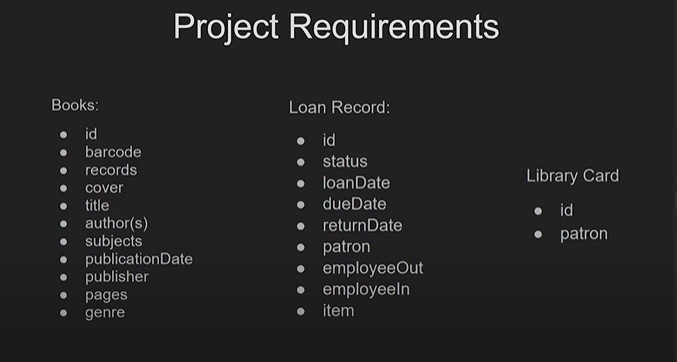 Project Requirements
Books:
id
barcode
records
cover
title
author(s)
subjects
publicationDate
publisher
pages
genre
Loan Record:
id
status
loanDate
dueDate
returnDate
patron
employeeOut
employeeIn
item
Library Card
id
patron